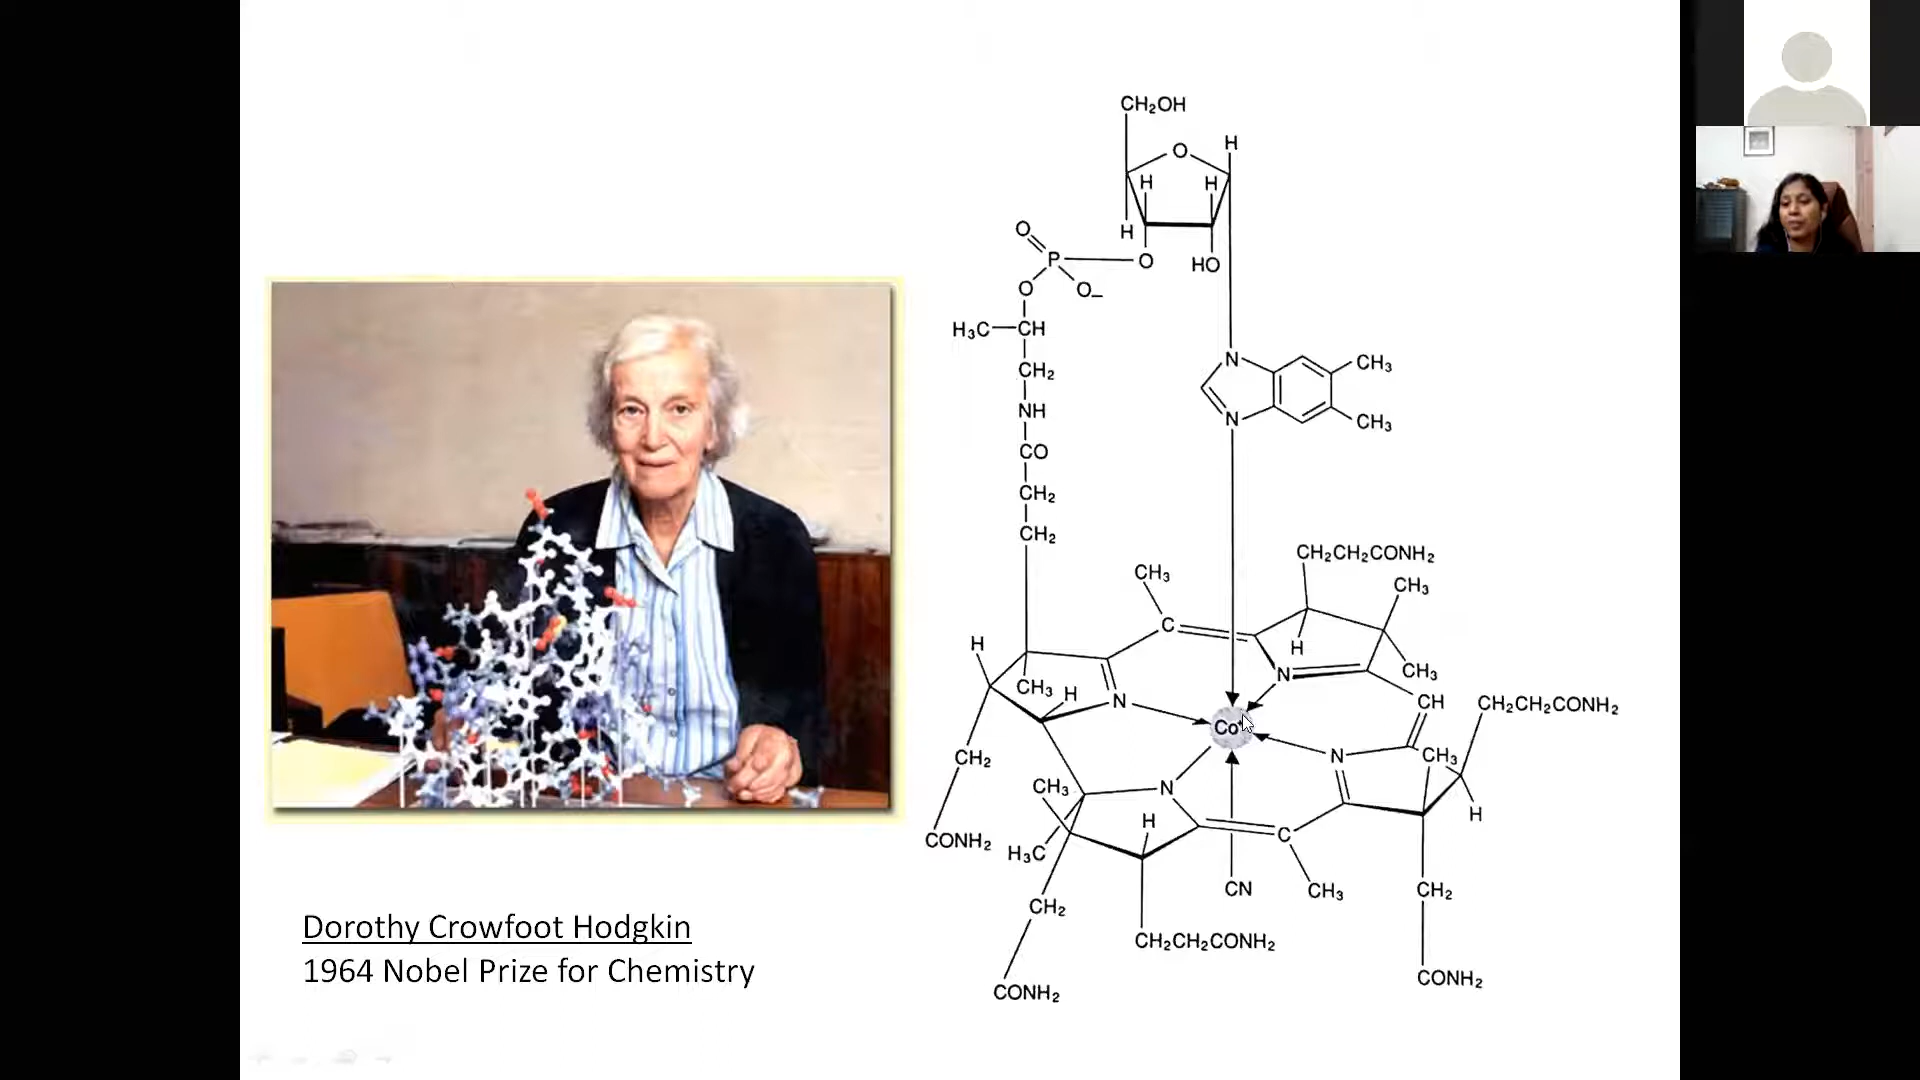 CH₂OH
O
H
H
H
H
O
P
O
O–
HO
O
H₃C–CH
CH₂
NH
CO
CH₂
CH₂
N
CH₃
N
CH₃
CH₂CH₂CONH₂
CH₃
CH₃
C
H
H
N
CH₃
CH₃
H
N
CH
CH₂CH₂CONH₂
Co⁺
CH₂
N
CH₃
CH₃
N
H
H
C
CONH₂
H₃C
CN
CH₃
CH₂
CH₂
CH₂CH₂CONH₂
CONH₂
CONH₂
Dorothy Crowfoot Hodgkin
1964 Nobel Prize for Chemistry